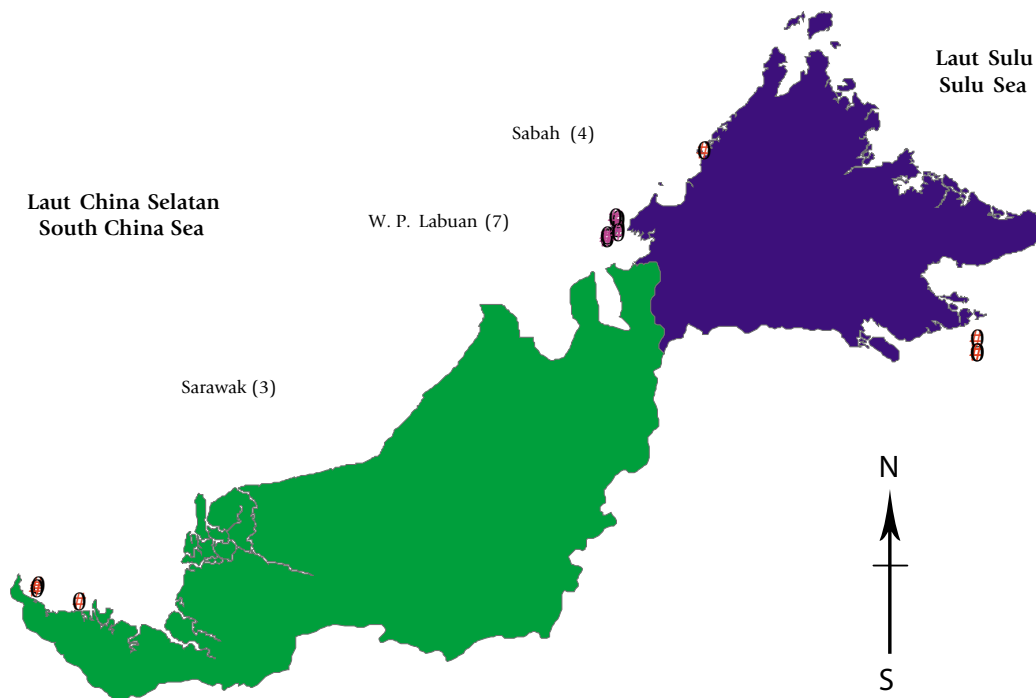 Laut Sulu
Sulu Sea
Sabah (4)
Laut China Selatan
South China Sea
W. P. Labuan (7)
Sarawak (3)
N
S